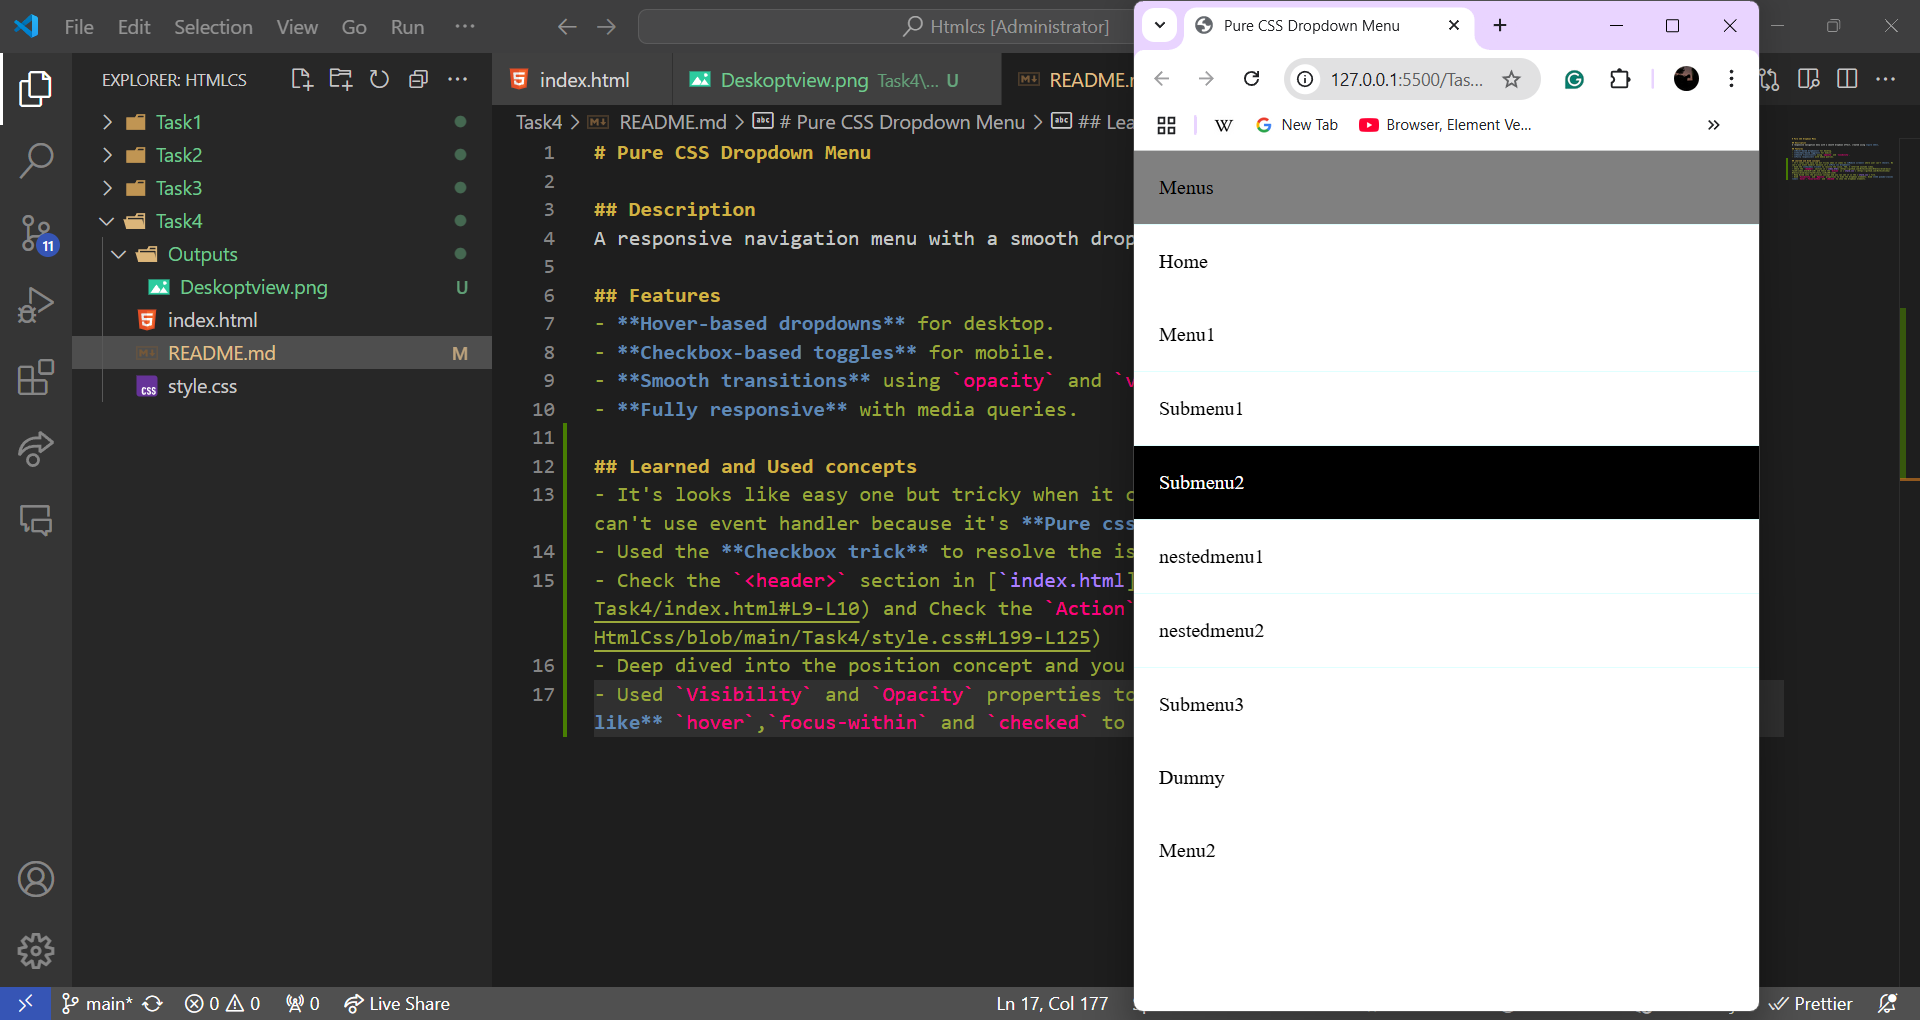 File Edit Selection View Go Run ···
Htmlcs [Administrator]
EXPLORER: HTMLCS
Task1
Task2
Task3
Task4
Outputs
Deskoptview.png U
index.html
README.md M
style.css
11
index.html
Deskoptview.png Task4\... U
README.
Task4 > README.md > # Pure CSS Dropdown Menu > ## Lea
1 # Pure CSS Dropdown Menu
2
3 ## Description
4 A responsive navigation menu with a smooth drop
5
6 ## Features
7 - **Hover-based dropdowns** for desktop.
8 - **Checkbox-based toggles** for mobile.
9 - **Smooth transitions** using `opacity` and `v
10 - **Fully responsive** with media queries.
11
12 ## Learned and Used concepts
13 - It's looks like easy one but tricky when it c
can't use event handler because it's **Pure css
14 - Used the **Checkbox trick** to resolve the is
15 - Check the `<header>` section in [`index.html]
Task4/index.html#L9-L10) and Check the `Action`
HtmlCss/blob/main/Task4/style.css#L199-L125)
16 - Deep dived into the position concept and you
17 - Used `Visibility` and `Opacity` properties to
like** `hover`,`focus-within` and `checked` to
Pure CSS Dropdown Menu
127.0.0.1:5500/Tas...
W New Tab Browser, Element Ve...
Menus
Home
Menu1
Submenu1
Submenu2
nestedmenu1
nestedmenu2
Submenu3
Dummy
Menu2
main* 0 0 0 Live Share
Ln 17, Col 177
Prettier